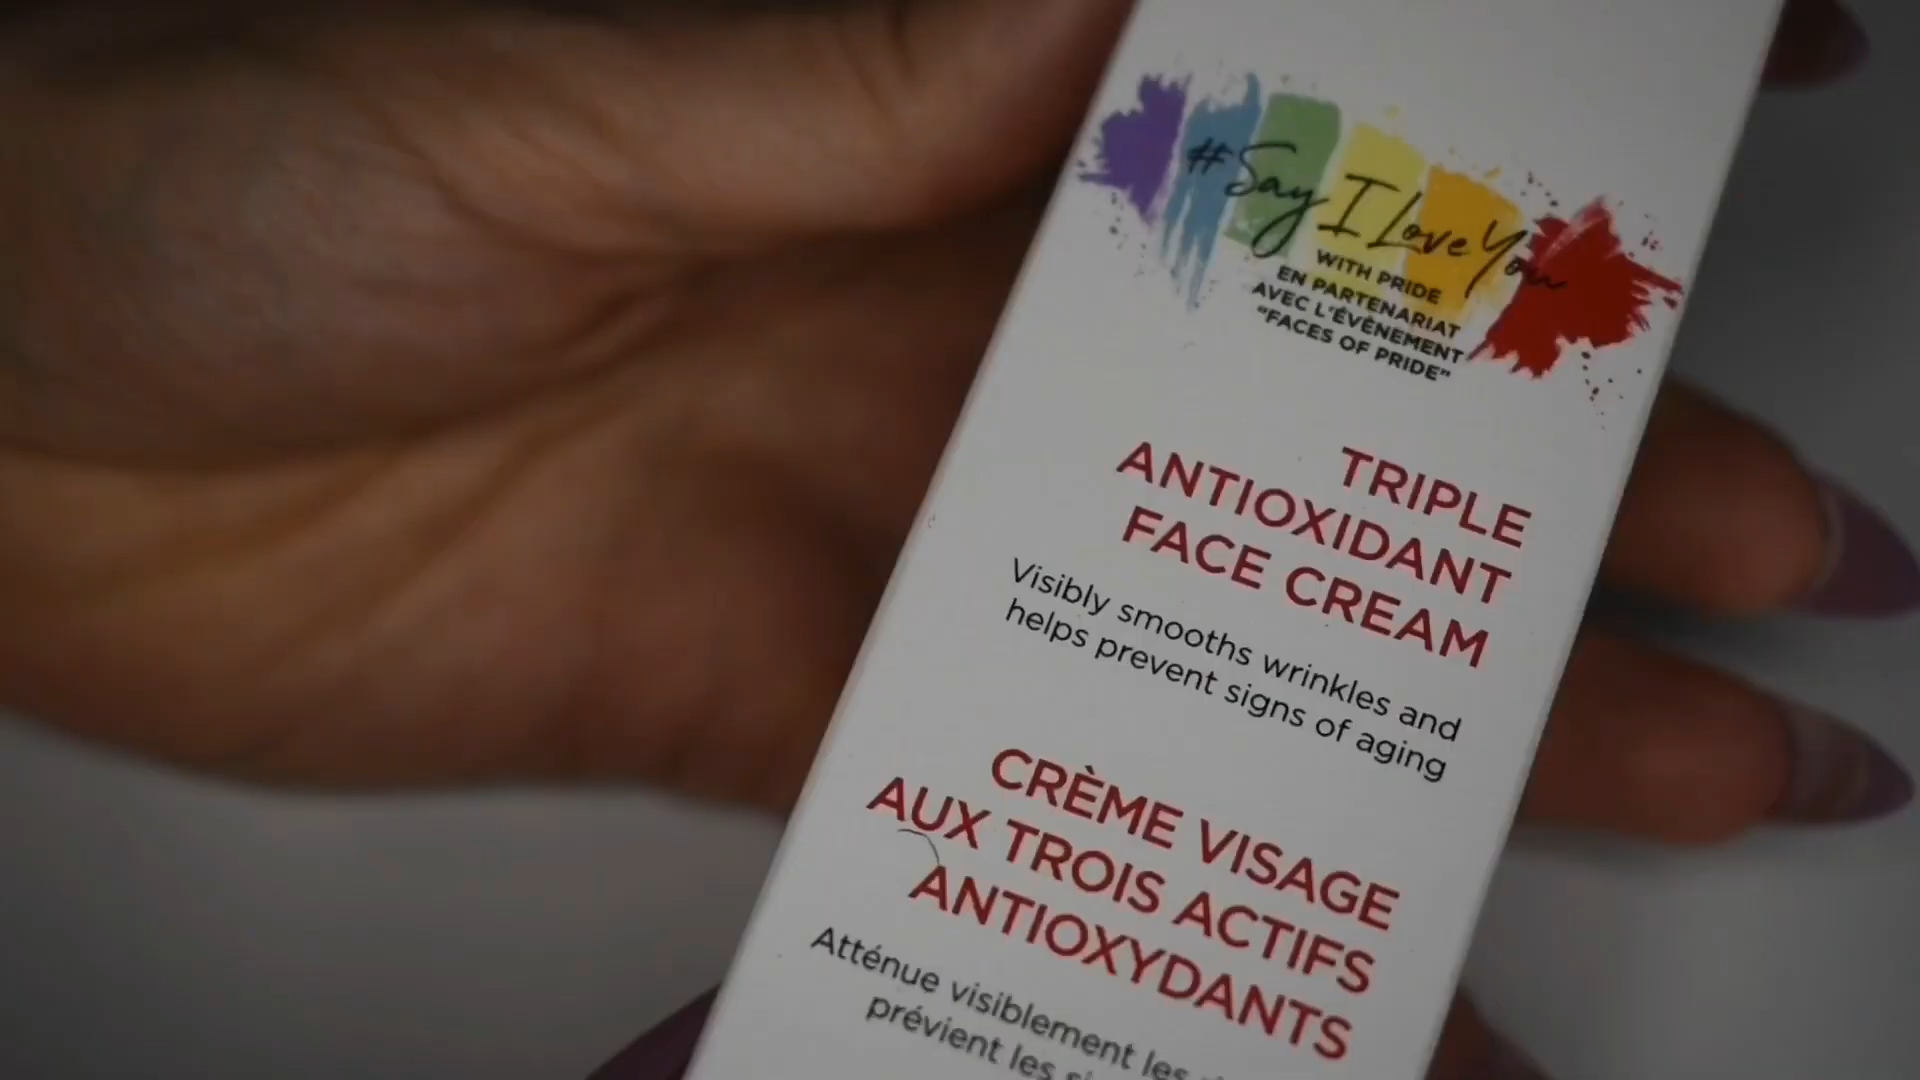 #Say I Love You
WITH PRIDE
EN PARTENARIAT
AVEC L'ÉVÈNEMENT
"FACES OF PRIDE"
TRIPLE
ANTIOXIDANT
FACE CREAM
Visibly smooths wrinkles and
helps prevent signs of aging
CRÈME VISAGE
AUX TROIS ACTIFS
ANTIOXYDANTS
Atténue visiblement les
prévient les